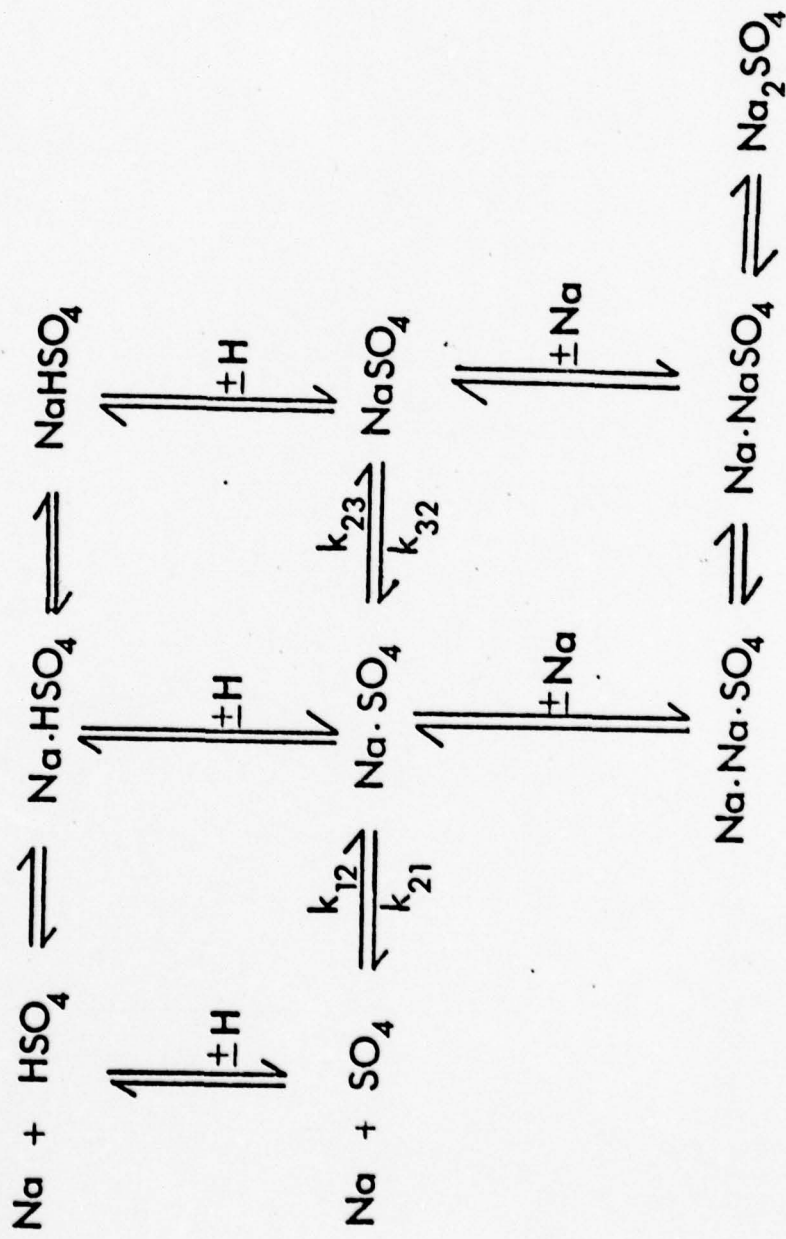 Na + HSO₄ ⇌ Na·HSO₄ ⇌ NaHSO₄
±H ±H ±H
k₁₂ k₂₃
Na + SO₄ ⇌ Na·SO₄ ⇌ NaSO₄
k₂₁ k₃₂
±Na ±Na
Na·Na·SO₄ ⇌ Na·NaSO₄ ⇌ Na₂SO₄